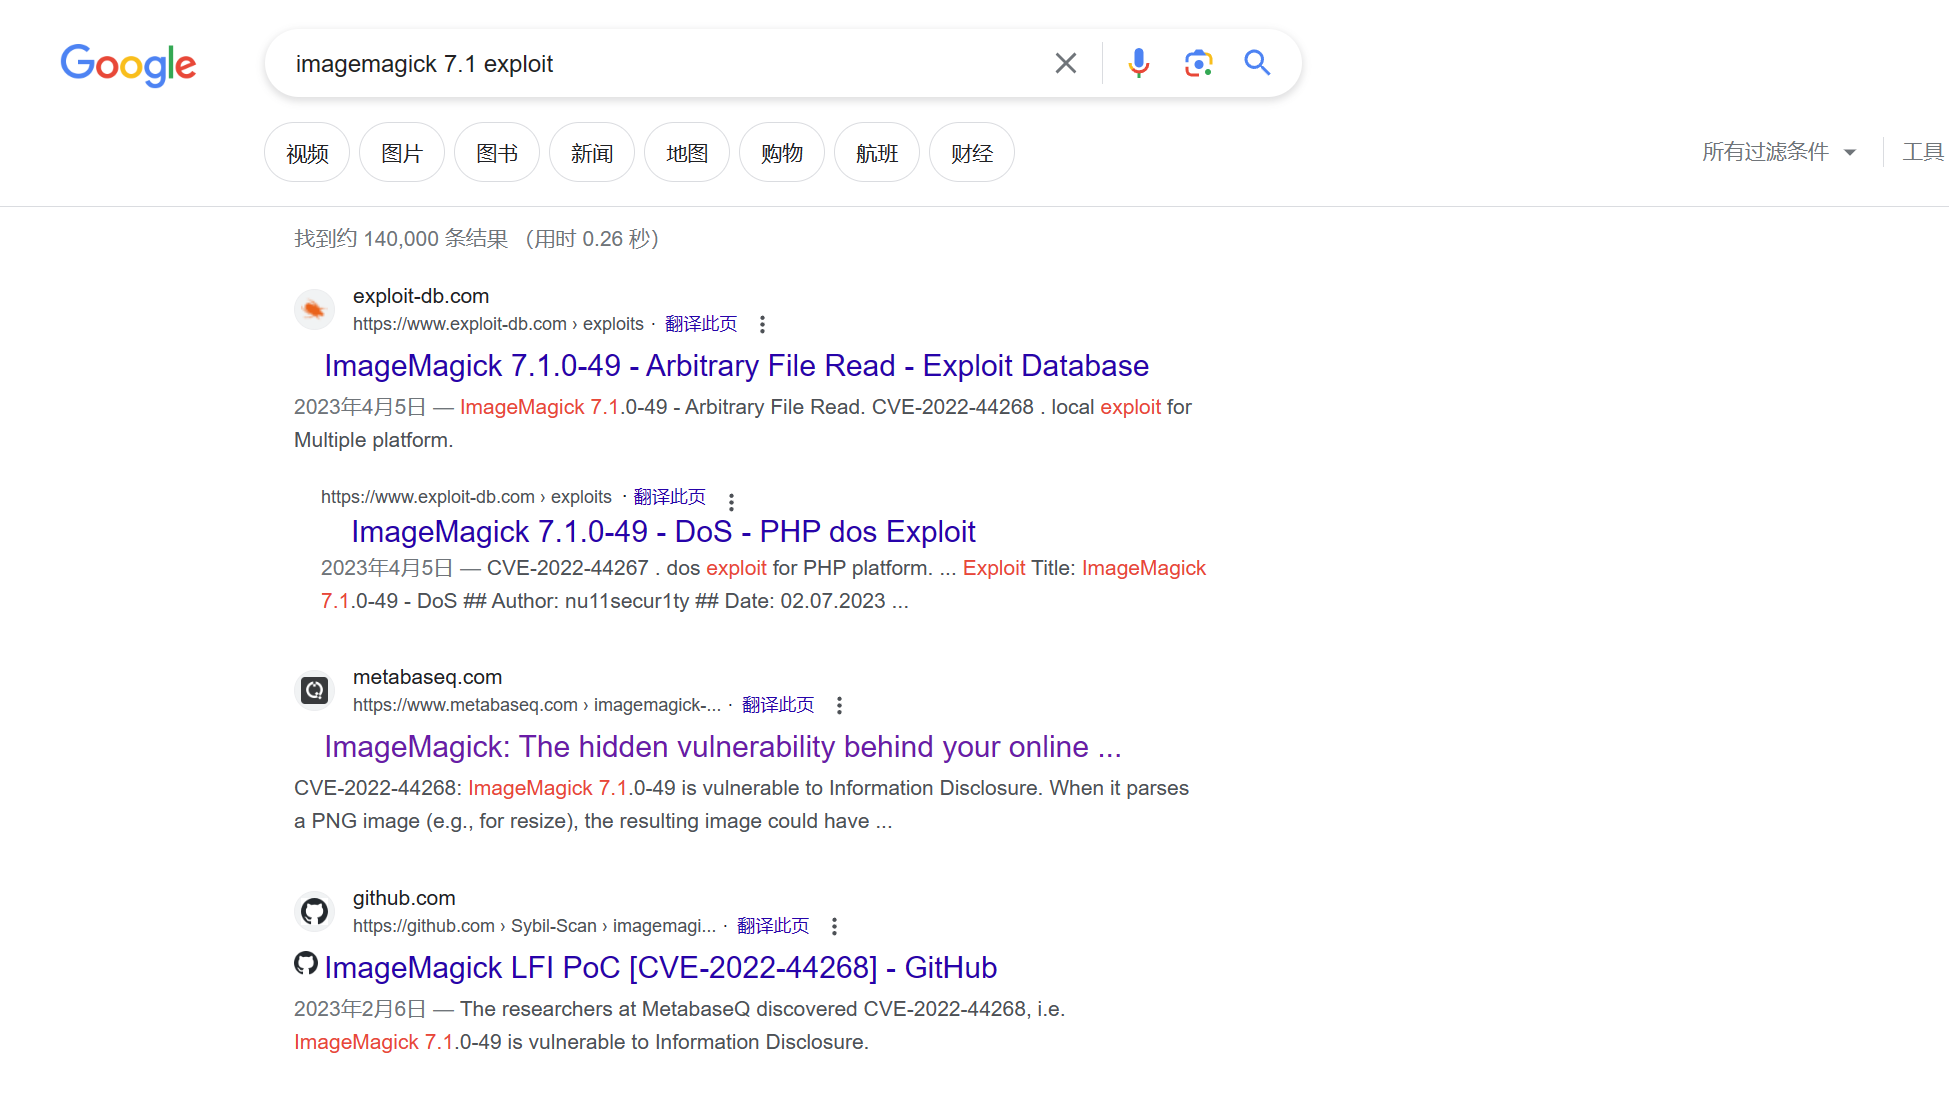 Google
imagemagick 7.1 exploit
视频 图片 图书 新闻 地图 购物 航班 财经 所有过滤条件 工具
找到约 140,000 条结果 （用时 0.26 秒）
exploit-db.com
https://www.exploit-db.com › exploits · 翻译此页
ImageMagick 7.1.0-49 - Arbitrary File Read - Exploit Database
2023年4月5日 — ImageMagick 7.1.0-49 - Arbitrary File Read. CVE-2022-44268 . local exploit for
Multiple platform.
https://www.exploit-db.com › exploits · 翻译此页
ImageMagick 7.1.0-49 - DoS - PHP dos Exploit
2023年4月5日 — CVE-2022-44267 . dos exploit for PHP platform. ... Exploit Title: ImageMagick
7.1.0-49 - DoS ## Author: nu11secur1ty ## Date: 02.07.2023 ...
metabaseq.com
https://www.metabaseq.com › imagemagick-... · 翻译此页
ImageMagick: The hidden vulnerability behind your online ...
CVE-2022-44268: ImageMagick 7.1.0-49 is vulnerable to Information Disclosure. When it parses
a PNG image (e.g., for resize), the resulting image could have ...
github.com
https://github.com › Sybil-Scan › imagemagi... · 翻译此页
ImageMagick LFI PoC [CVE-2022-44268] - GitHub
2023年2月6日 — The researchers at MetabaseQ discovered CVE-2022-44268, i.e.
ImageMagick 7.1.0-49 is vulnerable to Information Disclosure.